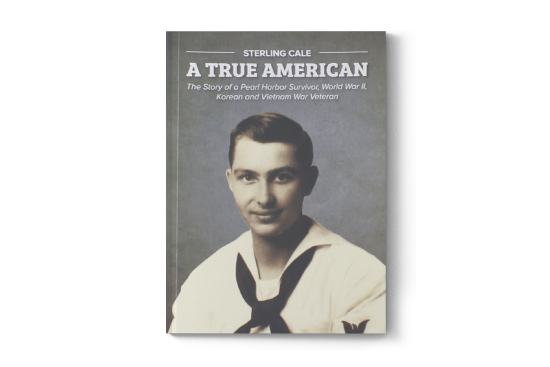 STERLING CALE
A TRUE AMERICAN
The Story of a Pearl Harbor Survivor, World War II,
Korean and Vietnam War Veteran